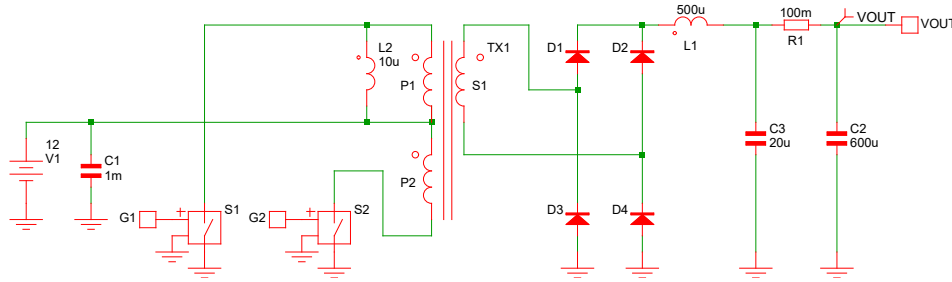 500u
L1
100m
R1
VOUT
VOUT
L2
10u
P1
TX1
S1
D1
D2
12
V1
C1
1m
P2
C3
20u
C2
600u
G1
+
S1
G2
+
S2
D3
D4